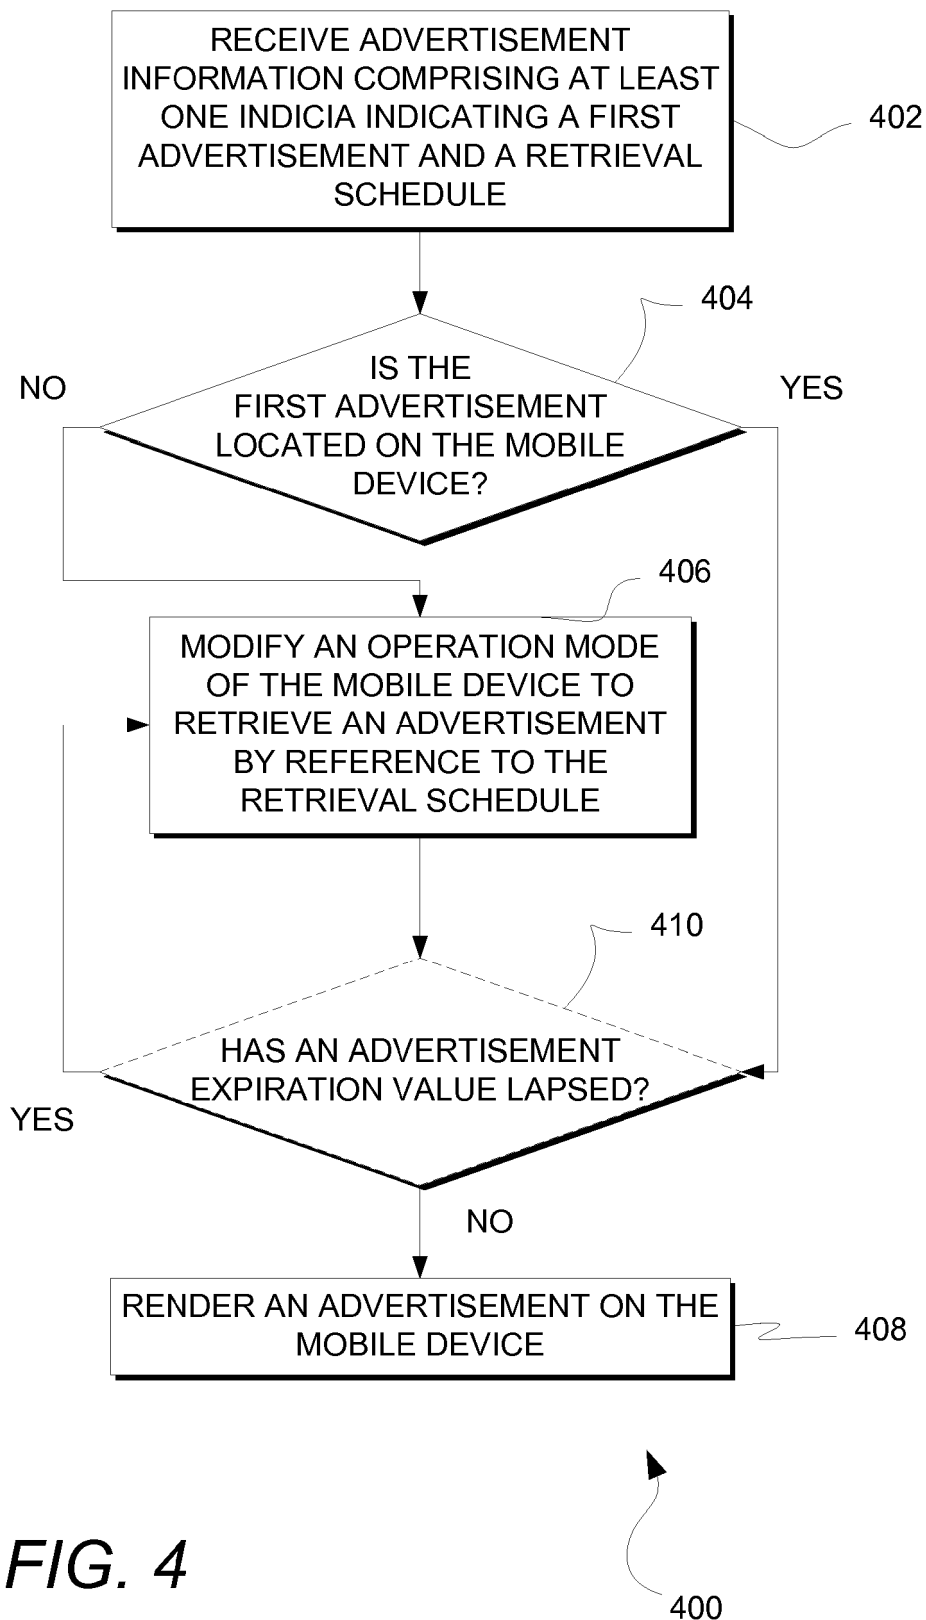 RECEIVE ADVERTISEMENT
INFORMATION COMPRISING AT LEAST
ONE INDICIA INDICATING A FIRST
ADVERTISEMENT AND A RETRIEVAL
SCHEDULE
402
404
NO
YES
IS THE
FIRST ADVERTISEMENT
LOCATED ON THE MOBILE
DEVICE?
406
MODIFY AN OPERATION MODE
OF THE MOBILE DEVICE TO
RETRIEVE AN ADVERTISEMENT
BY REFERENCE TO THE
RETRIEVAL SCHEDULE
410
HAS AN ADVERTISEMENT
EXPIRATION VALUE LAPSED?
YES
NO
RENDER AN ADVERTISEMENT ON THE
MOBILE DEVICE
408
FIG. 4
400